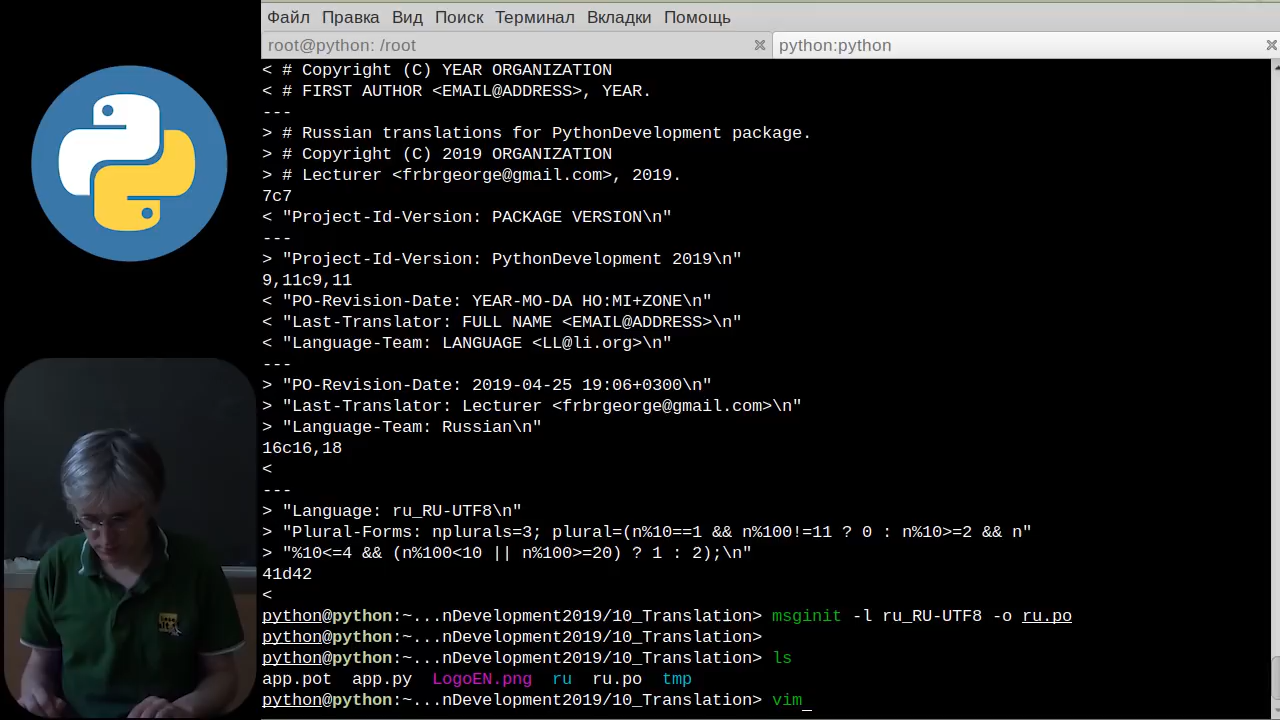 Файл Правка Вид Поиск Терминал Вкладки Помощь
root@python: /root
python:python
< # Copyright (C) YEAR ORGANIZATION
< # FIRST AUTHOR <EMAIL@ADDRESS>, YEAR.
---
> # Russian translations for PythonDevelopment package.
> # Copyright (C) 2019 ORGANIZATION
> # Lecturer <frbrgeorge@gmail.com>, 2019.
7c7
< "Project-Id-Version: PACKAGE VERSION\n"
---
> "Project-Id-Version: PythonDevelopment 2019\n"
9,11c9,11
< "PO-Revision-Date: YEAR-MO-DA HO:MI+ZONE\n"
< "Last-Translator: FULL NAME <EMAIL@ADDRESS>\n"
< "Language-Team: LANGUAGE <LL@li.org>\n"
---
> "PO-Revision-Date: 2019-04-25 19:06+0300\n"
> "Last-Translator: Lecturer <frbrgeorge@gmail.com>\n"
> "Language-Team: Russian\n"
16c16,18
<
---
> "Language: ru_RU-UTF8\n"
> "Plural-Forms: nplurals=3; plural=(n%10==1 && n%100!=11 ? 0 : n%10>=2 && n"
> "%10<=4 && (n%100<10 || n%100>=20) ? 1 : 2);\n"
41d42
<
python@python:~...nDevelopment2019/10_Translation> msginit -l ru_RU-UTF8 -o ru.po
python@python:~...nDevelopment2019/10_Translation>
python@python:~...nDevelopment2019/10_Translation> ls
app.pot app.py LogoEN.png ru ru.po tmp
python@python:~...nDevelopment2019/10_Translation> vim_